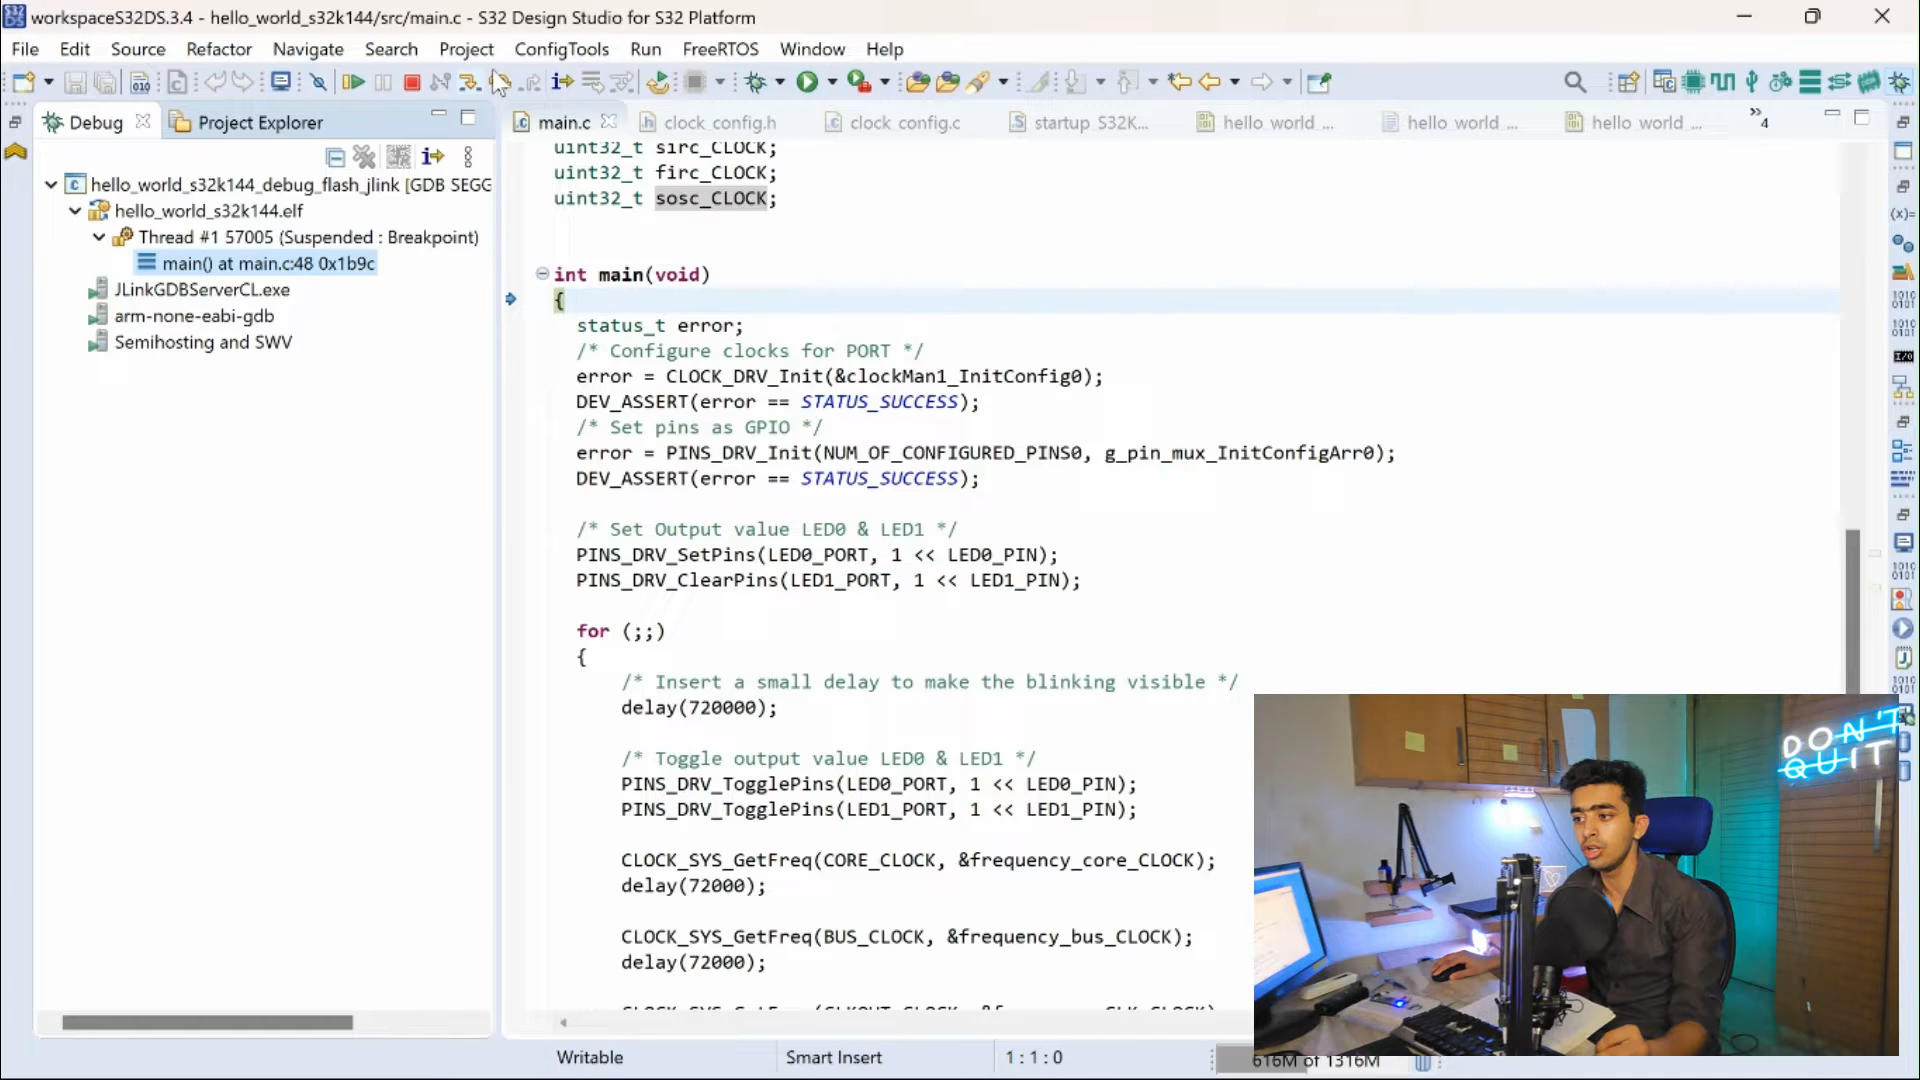 workspaceS32DS.3.4 - hello_world_s32k144/src/main.c - S32 Design Studio for S32 Platform
File Edit Source Refactor Navigate Search Project ConfigTools Run FreeRTOS Window Help
Debug Project Explorer
main.c clock config.h clock config.c startup S32K... hello world ... hello world ... hello world ... 4
hello_world_s32k144_debug_flash_jlink [GDB SEGG
hello_world_s32k144.elf
Thread #1 57005 (Suspended : Breakpoint)
main() at main.c:48 0x1b9c
JLinkGDBServerCL.exe
arm-none-eabi-gdb
Semihosting and SWV
uint32_t sirc_CLOCK;
uint32_t firc_CLOCK;
uint32_t sosc_CLOCK;
int main(void)
{
status_t error;
/* Configure clocks for PORT */
error = CLOCK_DRV_Init(&clockMan1_InitConfig0);
DEV_ASSERT(error == STATUS_SUCCESS);
/* Set pins as GPIO */
error = PINS_DRV_Init(NUM_OF_CONFIGURED_PINS0, g_pin_mux_InitConfigArr0);
DEV_ASSERT(error == STATUS_SUCCESS);
/* Set Output value LED0 & LED1 */
PINS_DRV_SetPins(LED0_PORT, 1 << LED0_PIN);
PINS_DRV_ClearPins(LED1_PORT, 1 << LED1_PIN);
for (;;)
{
/* Insert a small delay to make the blinking visible */
delay(720000);
/* Toggle output value LED0 & LED1 */
PINS_DRV_TogglePins(LED0_PORT, 1 << LED0_PIN);
PINS_DRV_TogglePins(LED1_PORT, 1 << LED1_PIN);
CLOCK_SYS_GetFreq(CORE_CLOCK, &frequency_core_CLOCK);
delay(72000);
CLOCK_SYS_GetFreq(BUS_CLOCK, &frequency_bus_CLOCK);
delay(72000);
DON'T
QUIT
Writable Smart Insert 1 : 1 : 0 616M of 1316M